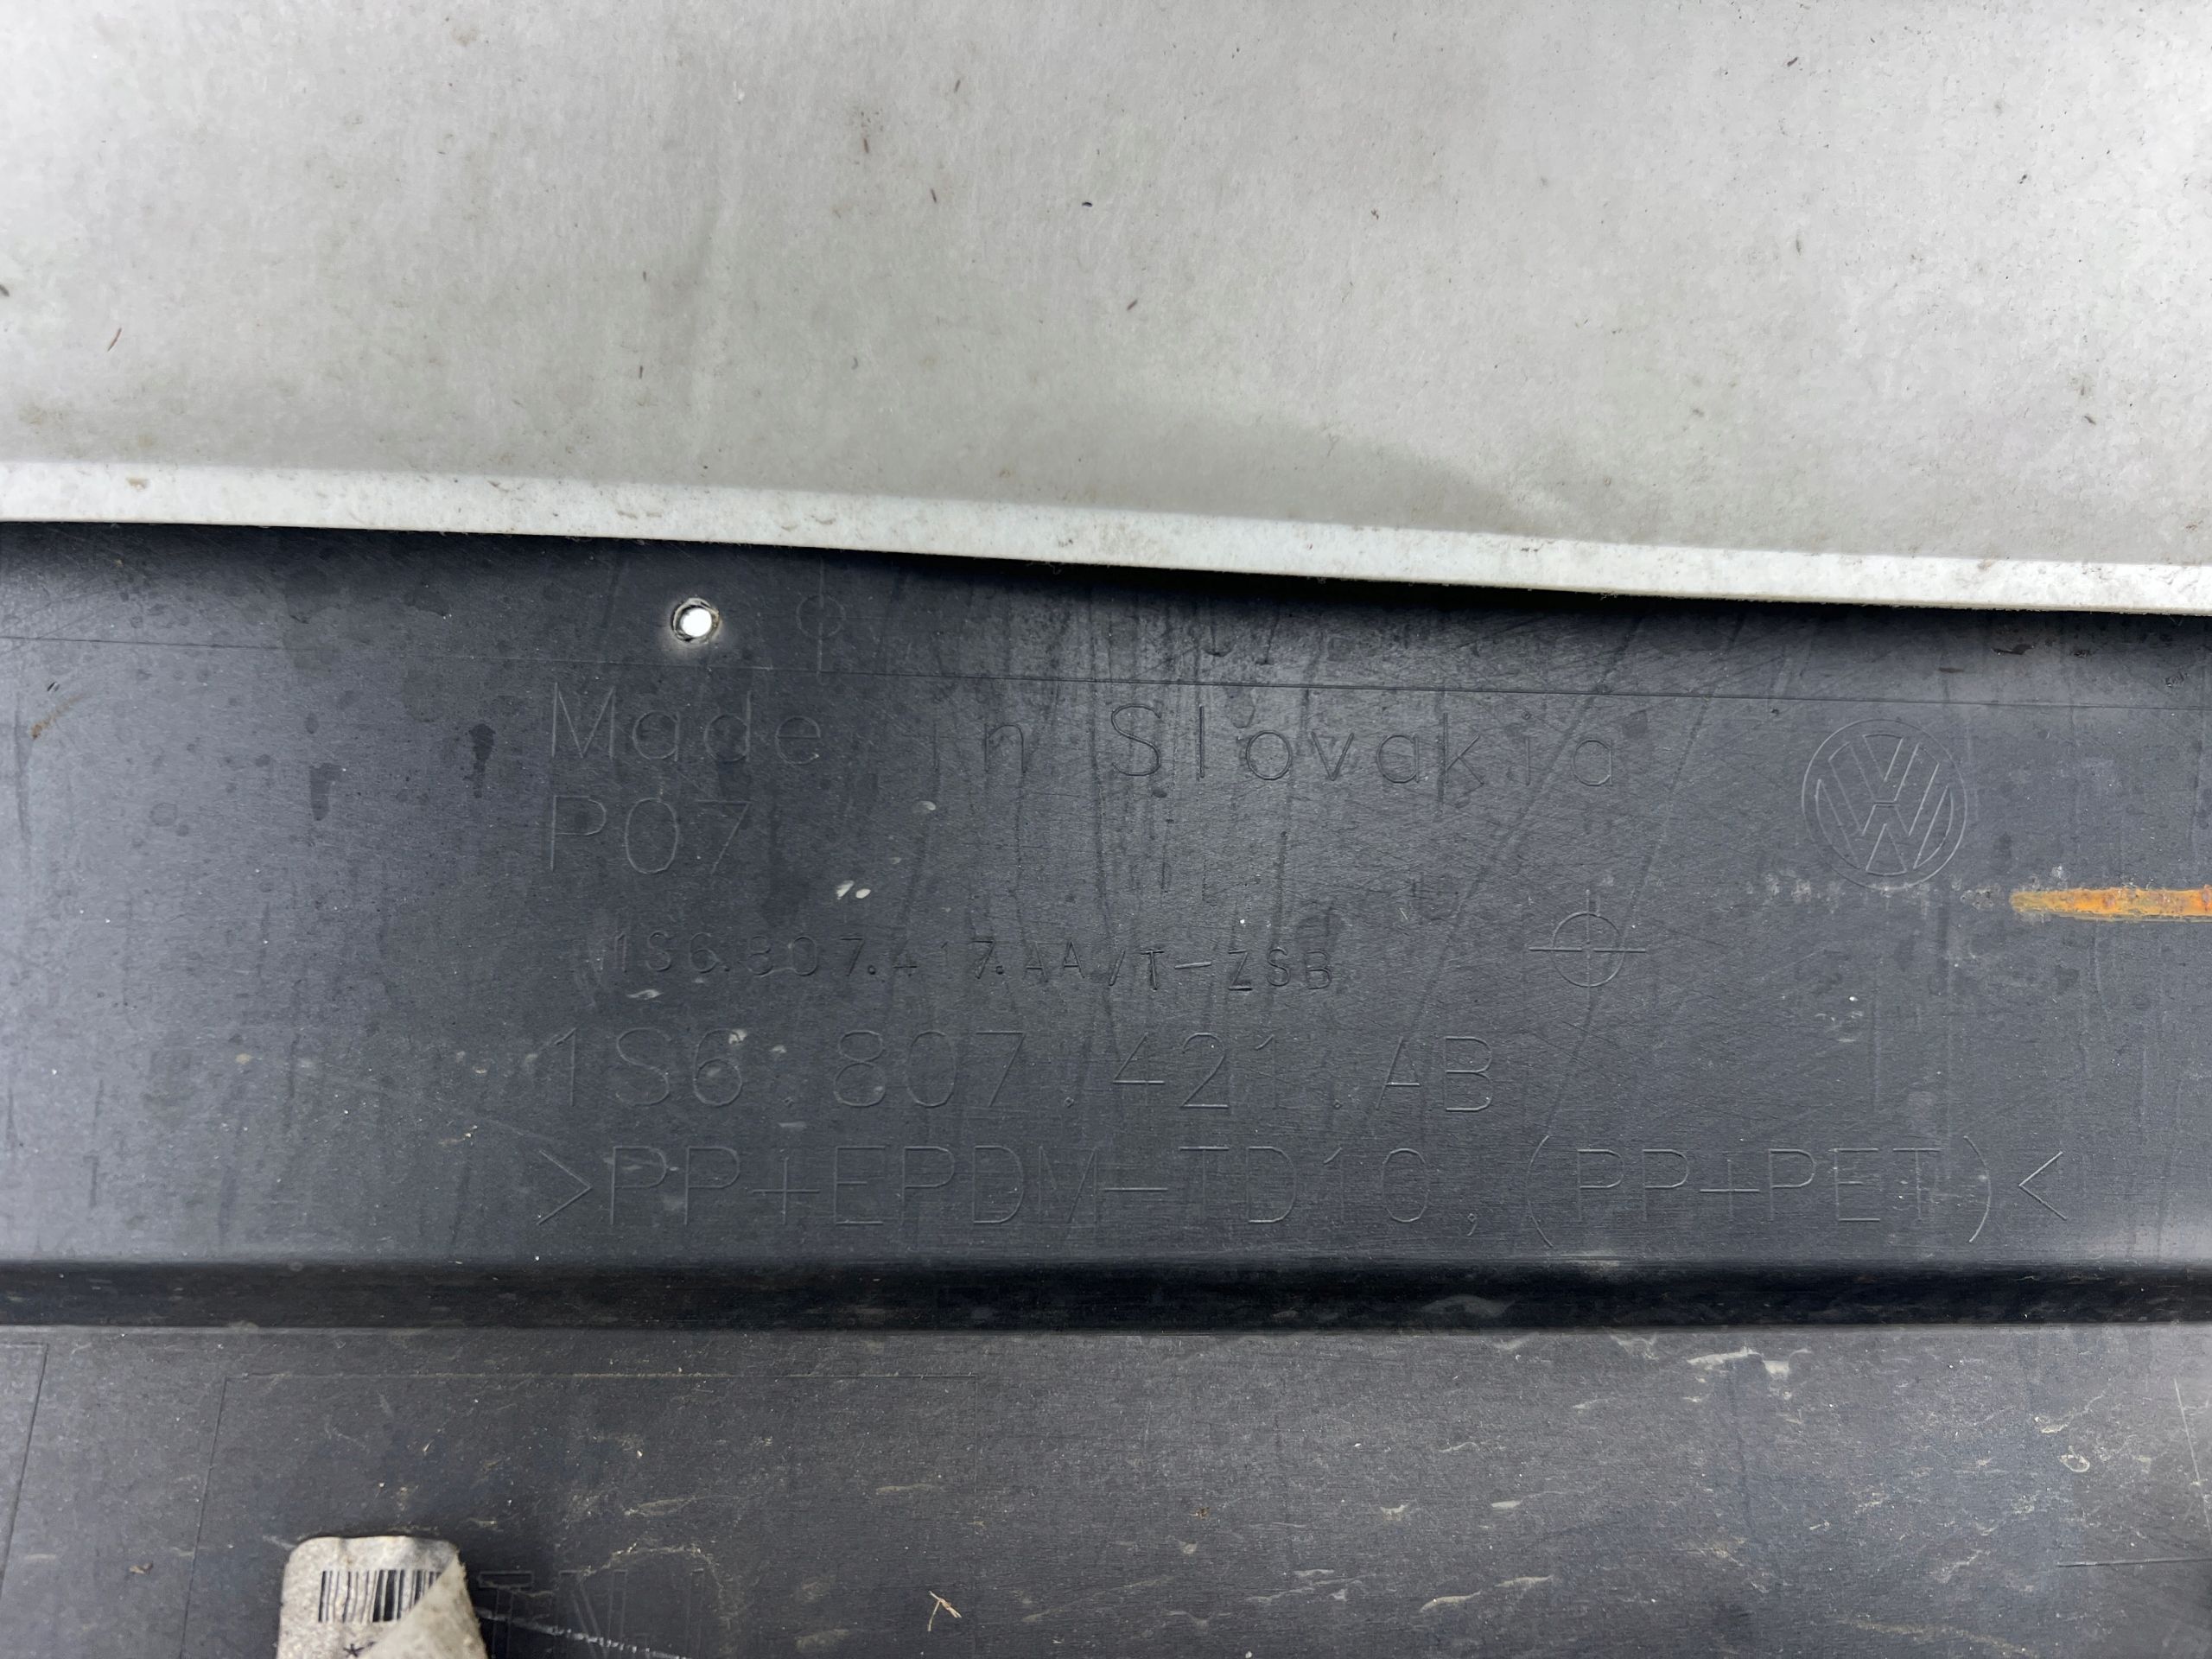 Made in Slovakia
P07
1S6.807.417.AA/T-ZSB
1S6.807.421.AB
>PP+EPDM-TD10,(PP+PET)<